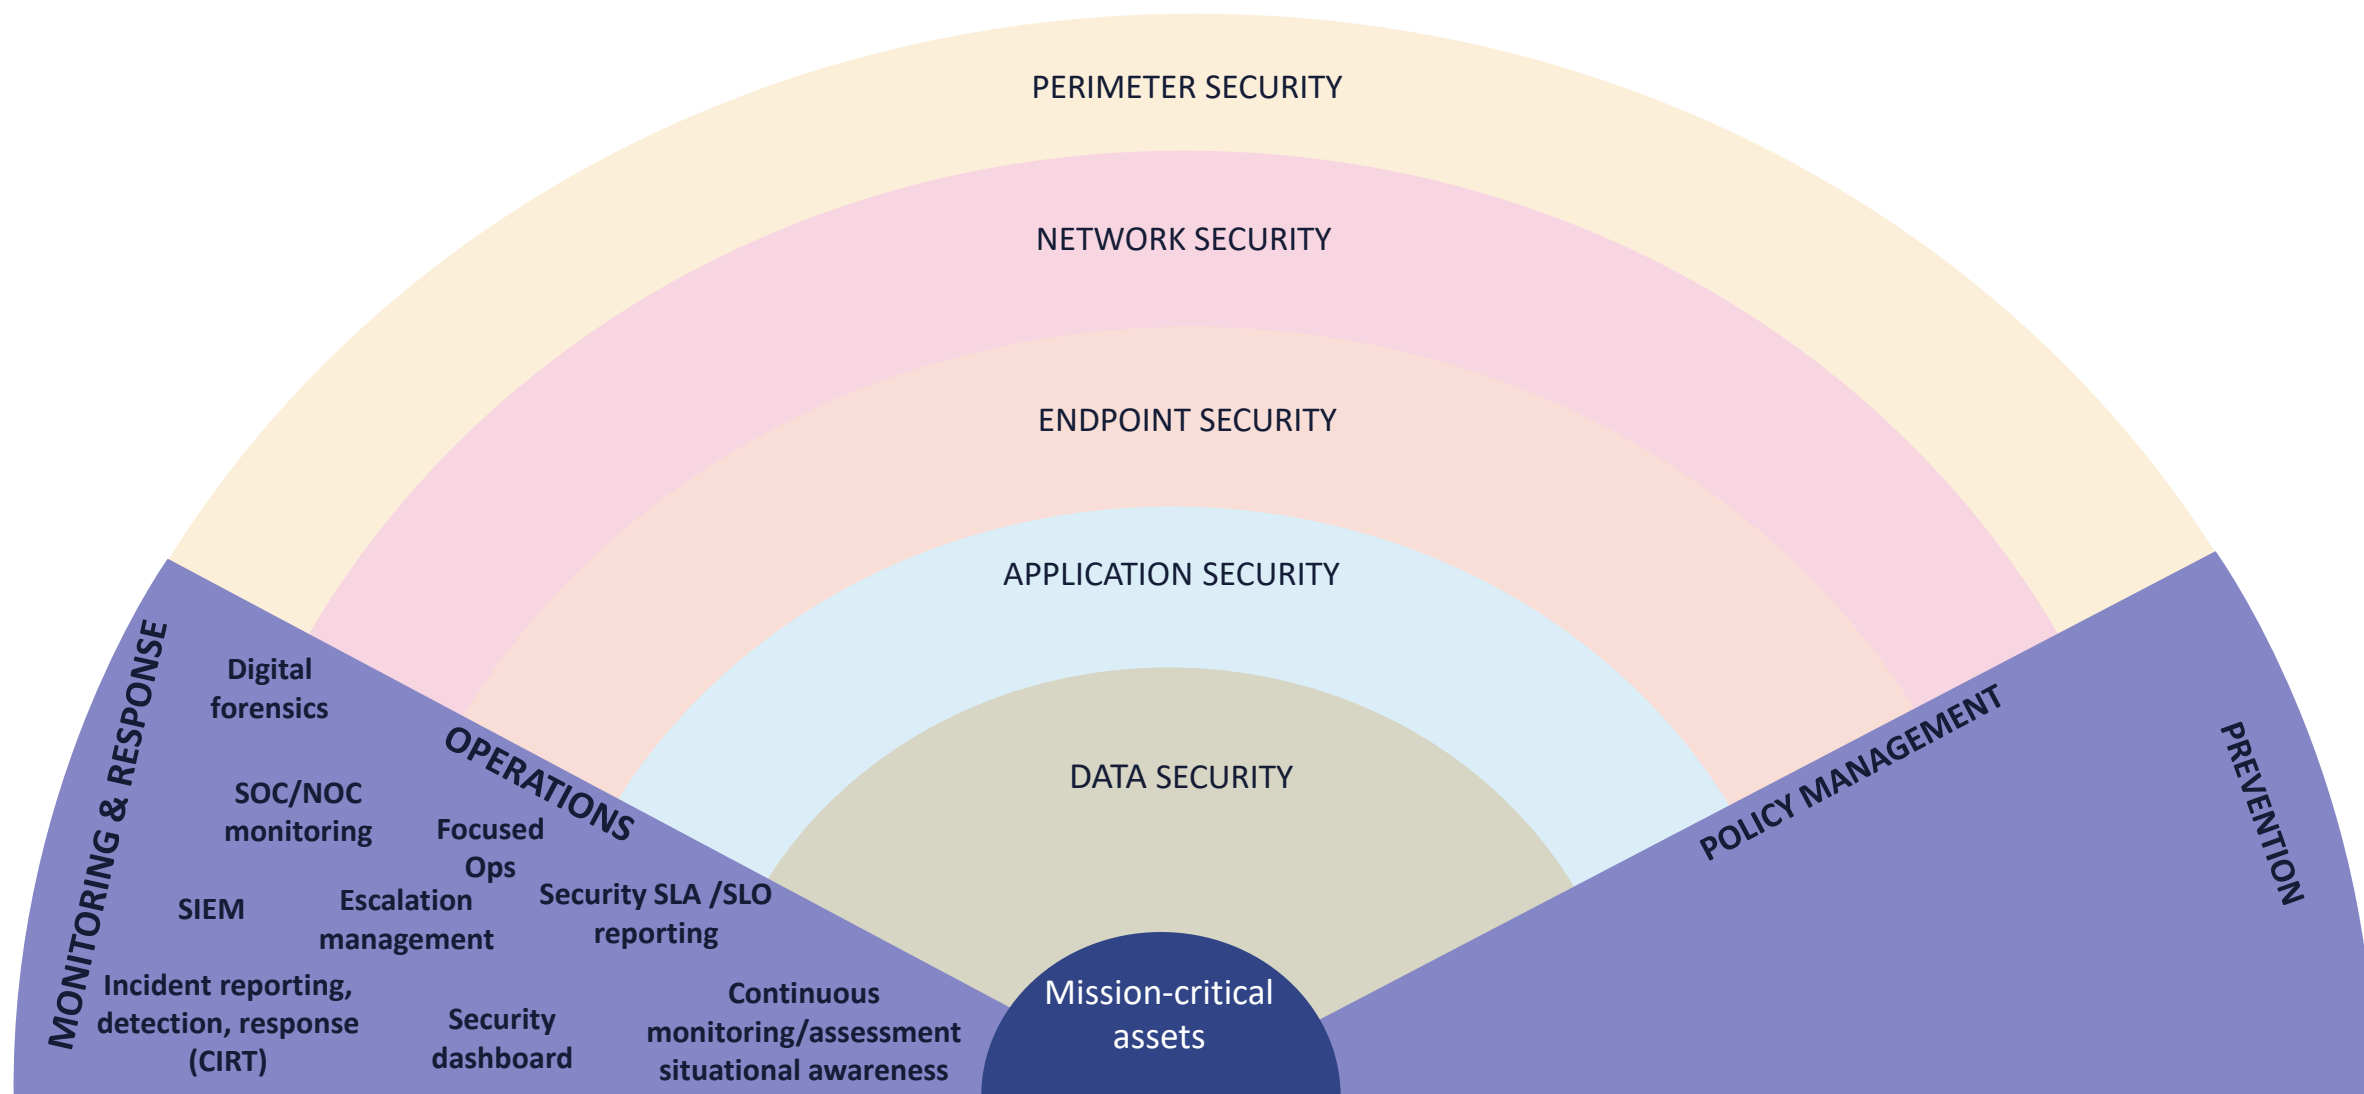 PERIMETER SECURITY
NETWORK SECURITY
ENDPOINT SECURITY
APPLICATION SECURITY
DATA SECURITY
Mission-critical
assets
MONITORING & RESPONSE
OPERATIONS
Digital
forensics
SOC/NOC
monitoring
Focused
Ops
SIEM
Escalation
management
Security SLA /SLO
reporting
Incident reporting,
detection, response
(CIRT)
Security
dashboard
Continuous
monitoring/assessment
situational awareness
POLICY MANAGEMENT
PREVENTION